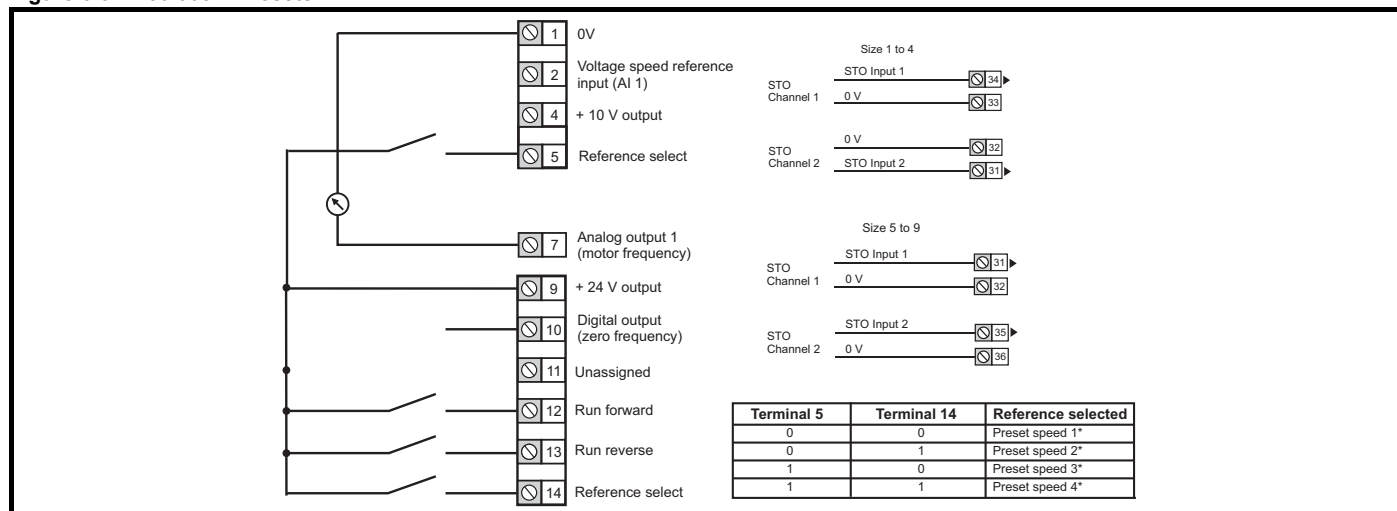 1 0V
2 Voltage speed reference
input (AI 1)
4 + 10 V output
5 Reference select
7 Analog output 1
(motor frequency)
9 + 24 V output
10 Digital output
(zero frequency)
11 Unassigned
12 Run forward
13 Run reverse
14 Reference select
Size 1 to 4
STO
Channel 1
STO Input 1 34
0 V 33
STO
Channel 2
0 V 32
STO Input 2 31
Size 5 to 9
STO
Channel 1
STO Input 1 31
0 V 32
STO
Channel 2
STO Input 2 35
0 V 36
Terminal 5 Terminal 14 Reference selected
0 0 Preset speed 1*
0 1 Preset speed 2*
1 0 Preset speed 3*
1 1 Preset speed 4*